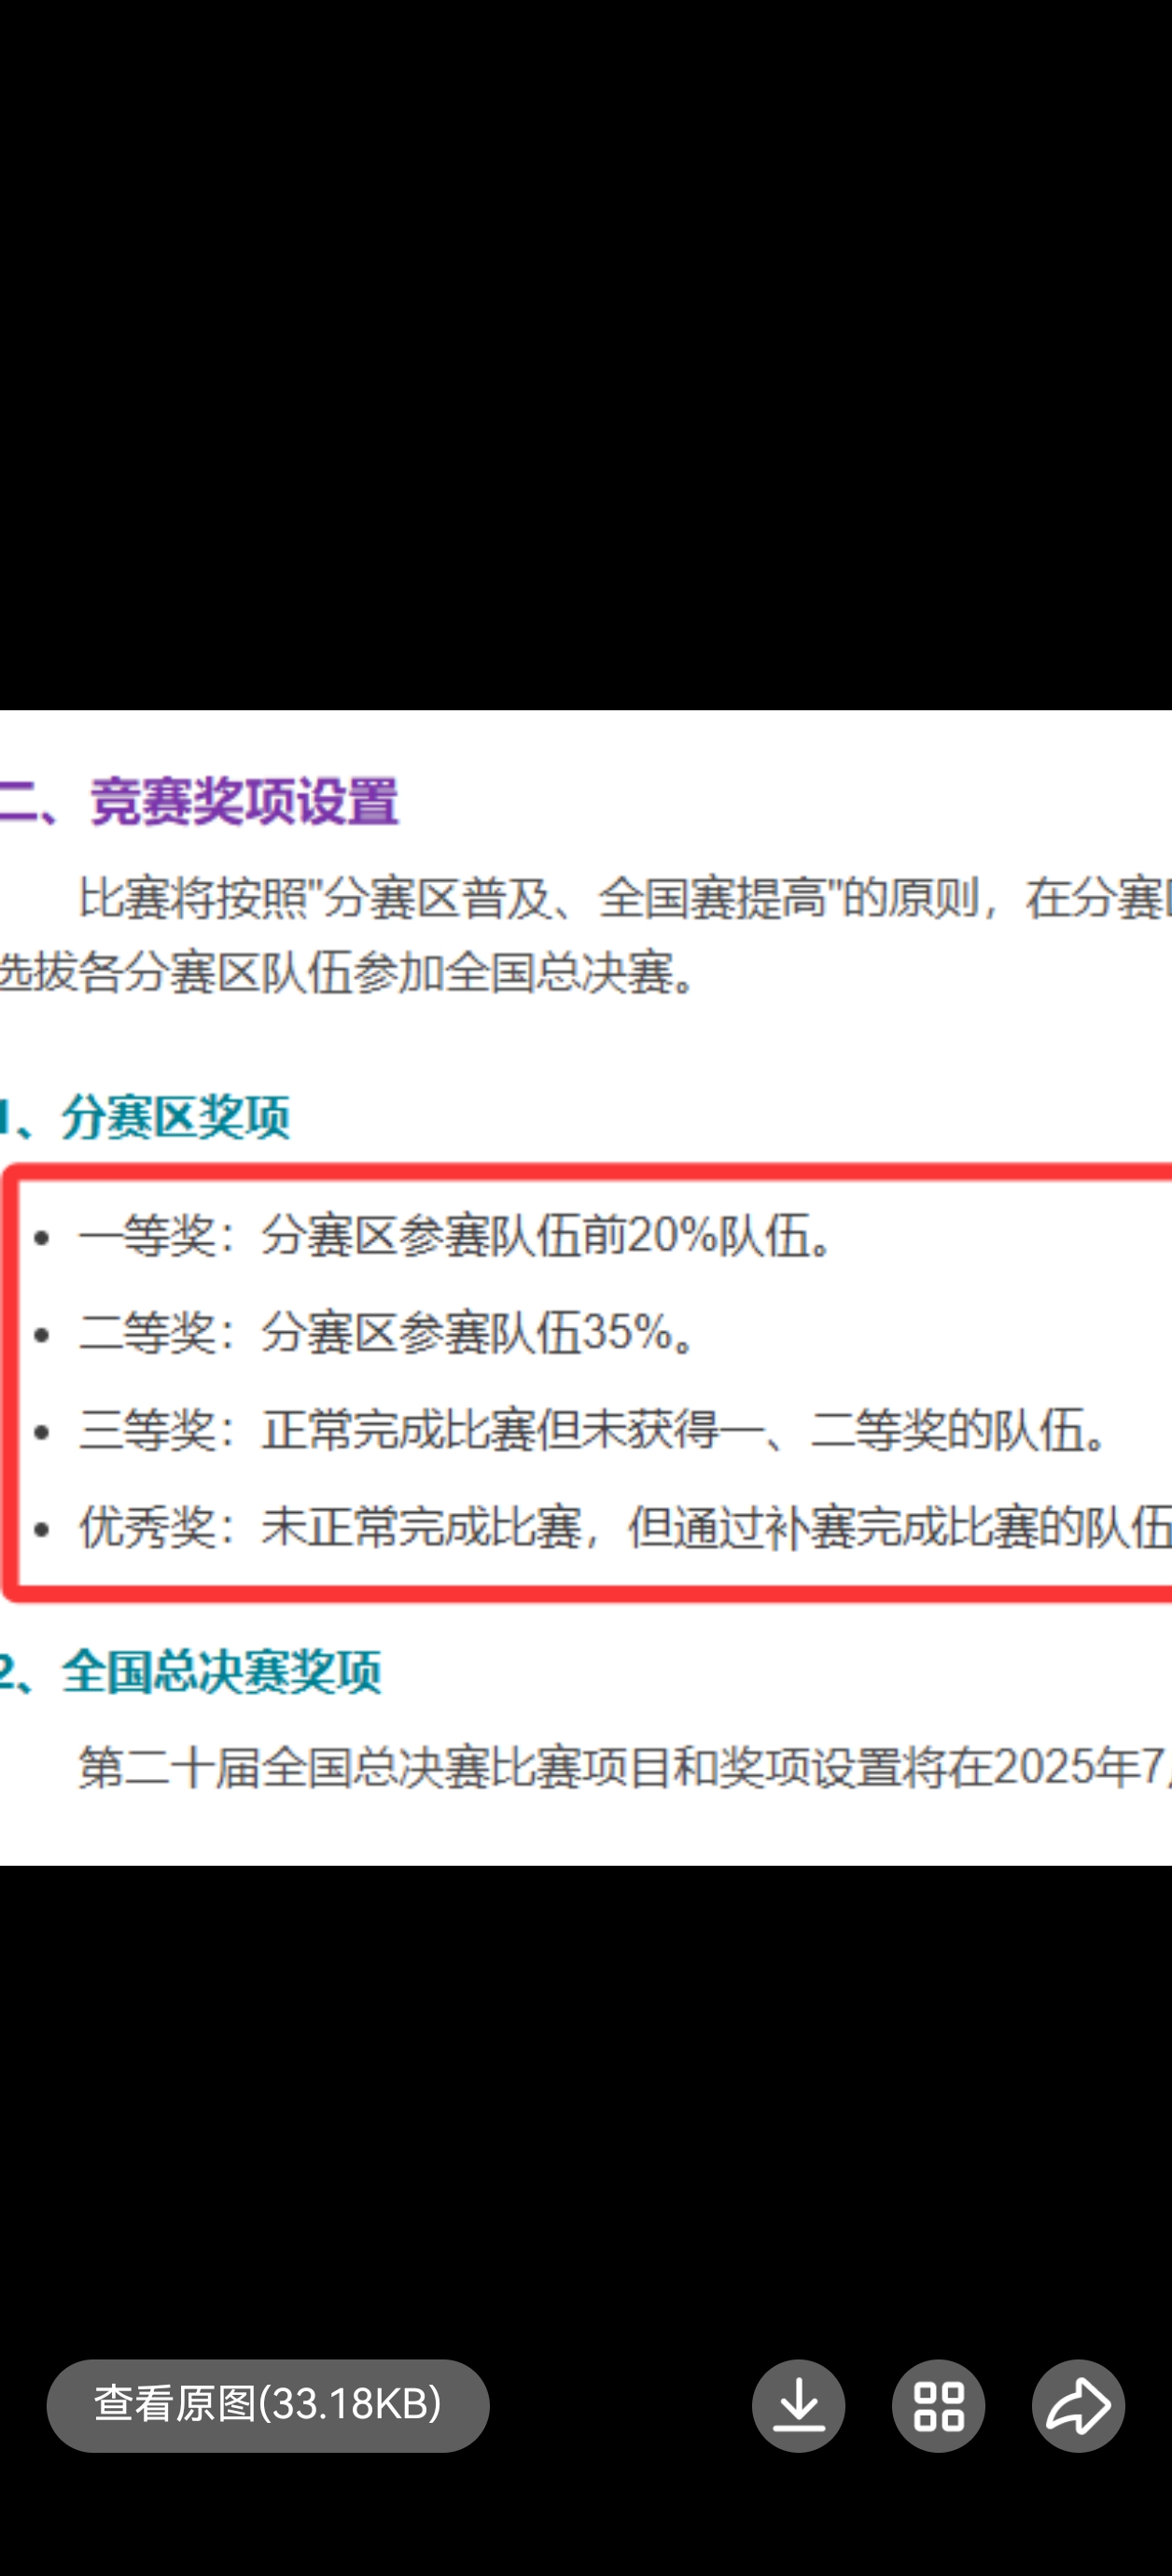 二、竞赛奖项设置
比赛将按照"分赛区普及、全国赛提高"的原则，在分赛
选拔各分赛区队伍参加全国总决赛。
1、分赛区奖项
• 一等奖：分赛区参赛队伍前20%队伍。
• 二等奖：分赛区参赛队伍35%。
• 三等奖：正常完成比赛但未获得一、二等奖的队伍。
• 优秀奖：未正常完成比赛，但通过补赛完成比赛的队伍
2、全国总决赛奖项
第二十届全国总决赛比赛项目和奖项设置将在2025年7
查看原图(33.18KB)